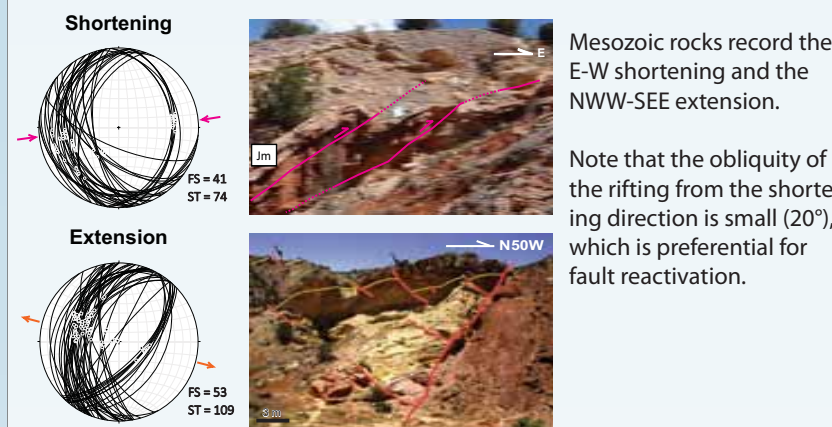 Shortening
FS = 41
ST = 74
E
Jm
Mesozoic rocks record the
E-W shortening and the
NWW-SEE extension.
Note that the obliquity of
the rifting from the shorte
ing direction is small (20°),
which is preferential for
fault reactivation.
Extension
FS = 53
ST = 109
N50W
3 m